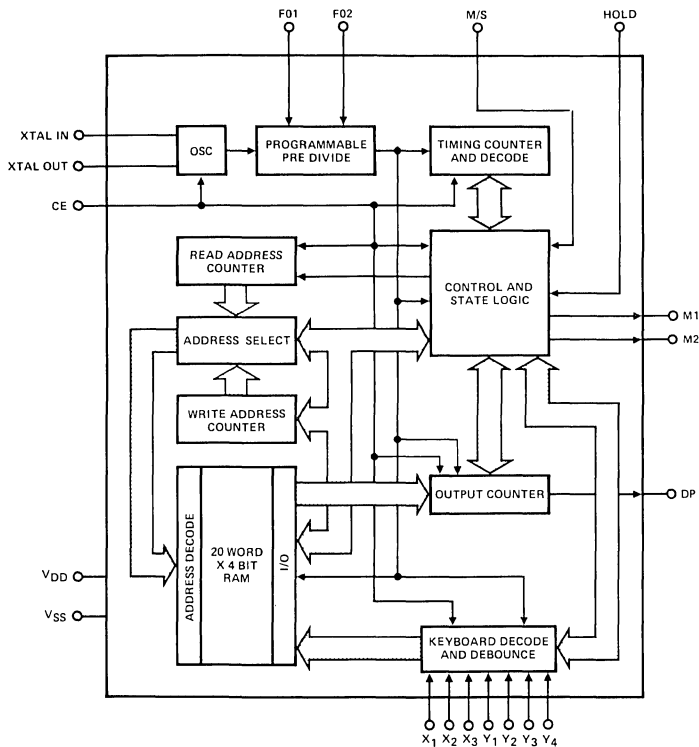 F01 F02 M/S HOLD
XTAL IN
XTAL OUT
CE
OSC
PROGRAMMABLE
PRE DIVIDE
TIMING COUNTER
AND DECODE
READ ADDRESS
COUNTER
CONTROL AND
STATE LOGIC
M1
M2
ADDRESS SELECT
WRITE ADDRESS
COUNTER
ADDRESS DECODE
20 WORD
X 4 BIT
RAM
I/O
OUTPUT COUNTER
DP
VDD
VSS
KEYBOARD DECODE
AND DEBOUNCE
X1 X2 X3 Y1 Y2 Y3 Y4